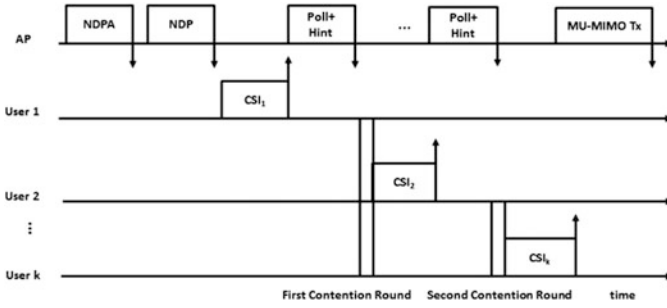 NDPA
NDP
Poll+
Hint
...
Poll+
Hint
MU-MIMO Tx
AP
CSI1
User 1
CSI2
User 2
...
CSIk
User k
First Contention Round
Second Contention Round
time